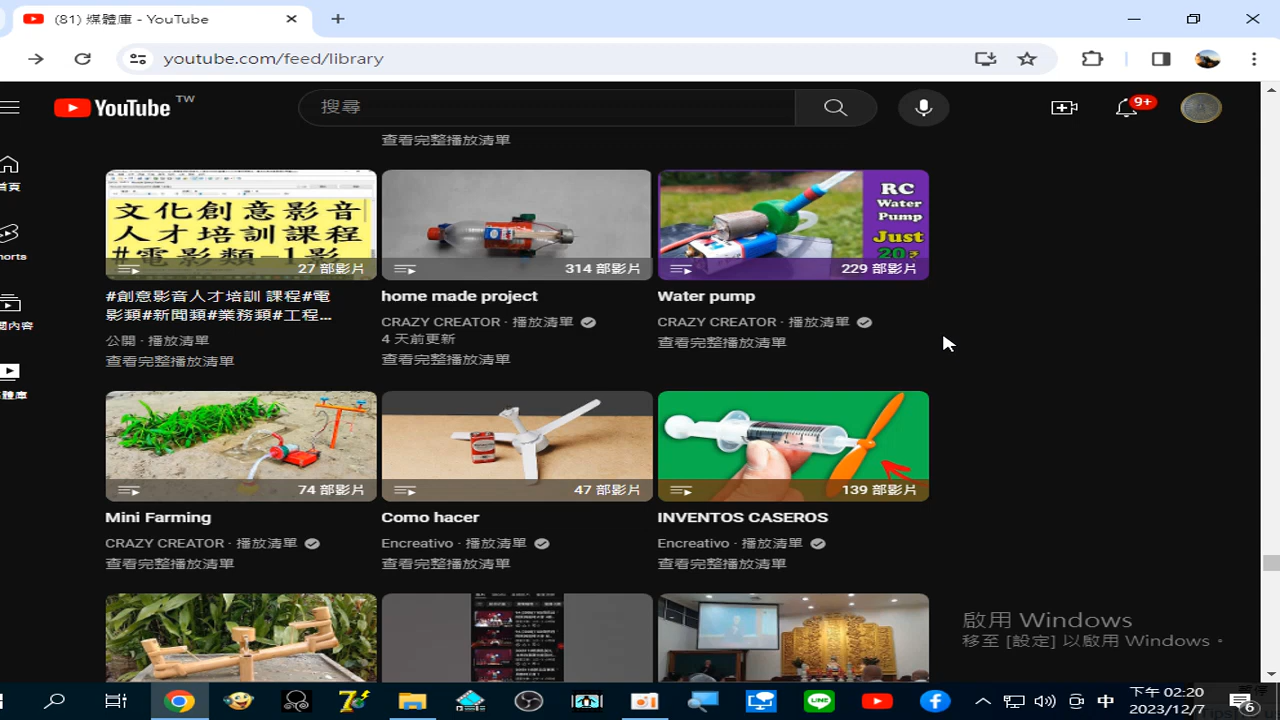 (81) 媒體庫 - YouTube
youtube.com/feed/library
YouTube TW
搜尋
9+
查看完整播放清單
首頁
文化創意影音
人才培訓課程
#電影類-1影
27 部影片
314 部影片
RC
Water
Pump
Just
20₹
229 部影片
#創意影音人才培訓 課程#電
影類#新聞類#業務類#工程...
公開 · 播放清單
查看完整播放清單
home made project
CRAZY CREATOR · 播放清單
4 天前更新
查看完整播放清單
Water pump
CRAZY CREATOR · 播放清單
查看完整播放清單
74 部影片
47 部影片
139 部影片
Mini Farming
CRAZY CREATOR · 播放清單
查看完整播放清單
Como hacer
Encreativo · 播放清單
查看完整播放清單
INVENTOS CASEROS
Encreativo · 播放清單
查看完整播放清單
啟用 Windows
移至 [設定] 以啟用 Windows。
LINE
中
下午 02:20
2023/12/7
6